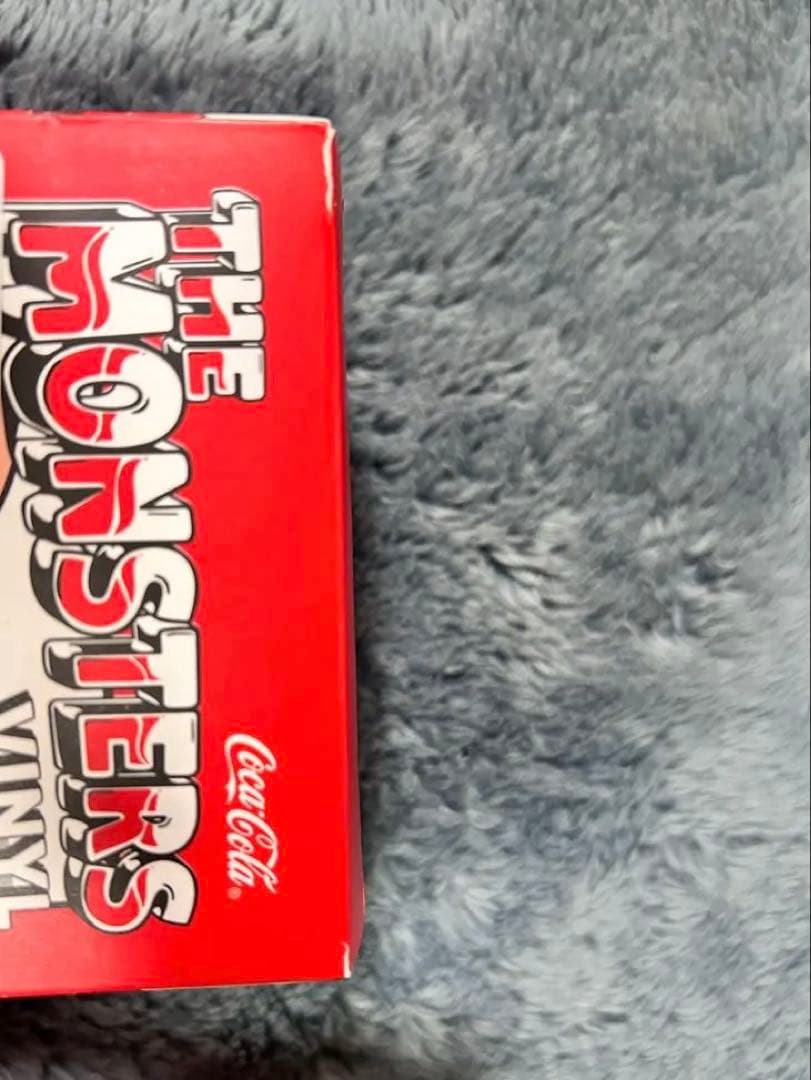 THE
Coca-Cola
MONSTERS
VINYL